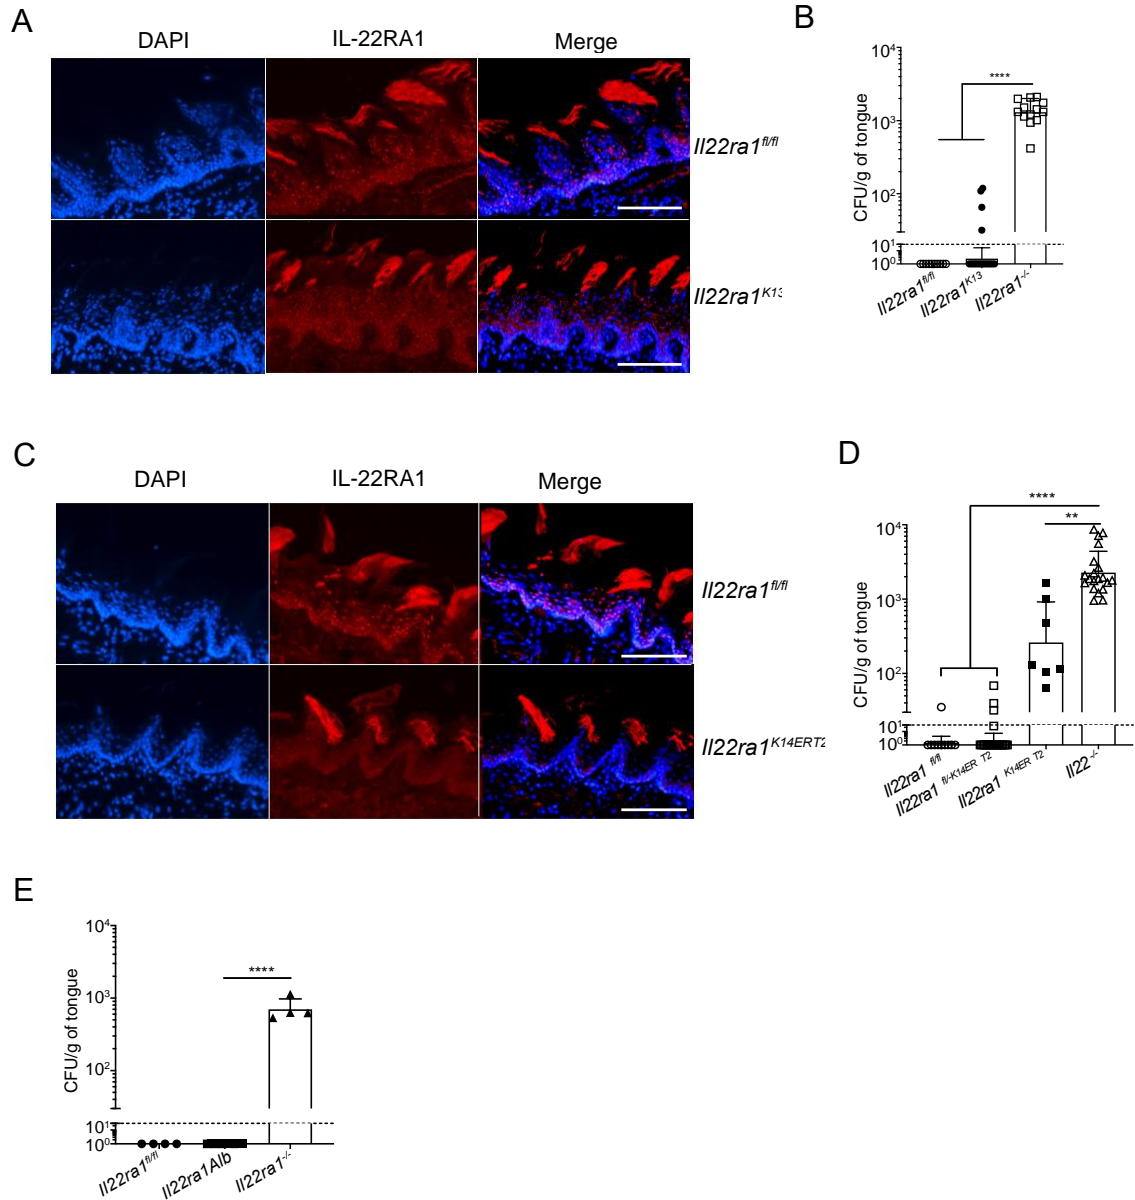 A
DAPI IL-22RA1 Merge
Il22ra1fl/fl
Il22ra1K13
B
CFU/g of tongue
****
10⁴
10³
10²
10¹
10⁰
Il22ra1fl/fl Il22ra1K13 Il22ra1-/-
C
DAPI IL-22RA1 Merge
Il22ra1fl/fl
Il22ra1K14ERT2
D
CFU/g of tongue
****
**
10⁴
10³
10²
10¹
10⁰
Il22ra1 fl/fl Il22ra1 fl/-K14ER T2 Il22ra1 K14ER T2 Il22-/-
E
CFU/g of tongue
****
10⁴
10³
10²
10¹
10⁰
Il22ra1fl/fl Il22ra1Alb Il22ra1-/-